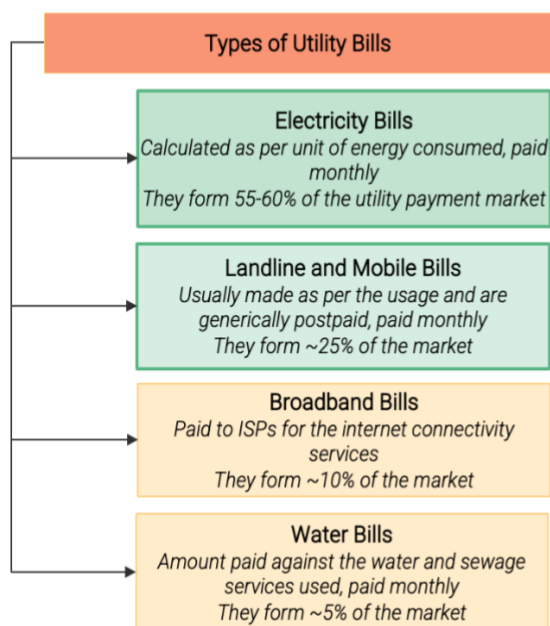 Types of Utility Bills
Electricity Bills
Calculated as per unit of energy consumed, paid
monthly
They form 55-60% of the utility payment market
Landline and Mobile Bills
Usually made as per the usage and are
generically postpaid, paid monthly
They form ~25% of the market
Broadband Bills
Paid to ISPs for the internet connectivity
services
They form ~10% of the market
Water Bills
Amount paid against the water and sewage
services used, paid monthly
They form ~5% of the market